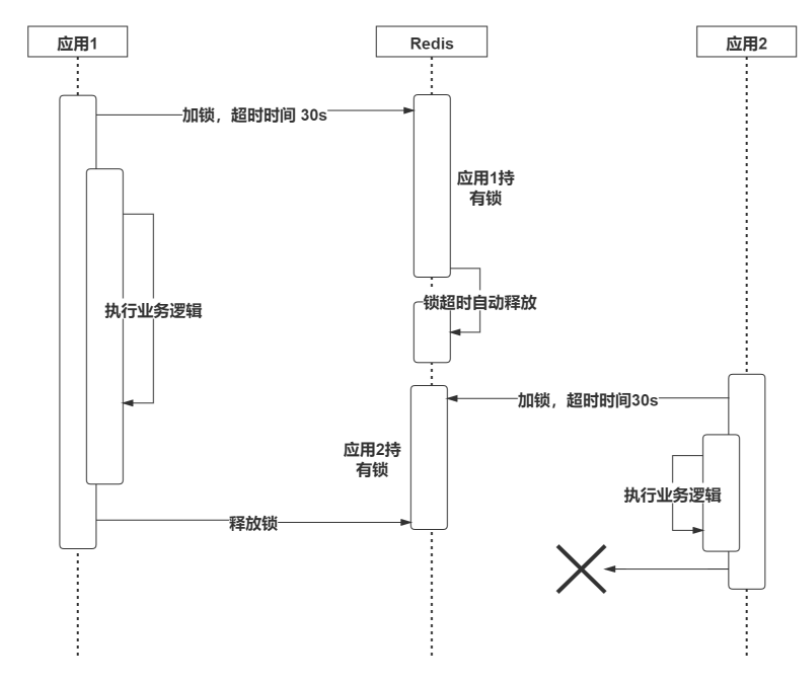 应用1
Redis
应用2
加锁，超时时间 30s
应用1持
有锁
执行业务逻辑
锁超时自动释放
加锁，超时时间30s
应用2持
有锁
执行业务逻辑
释放锁